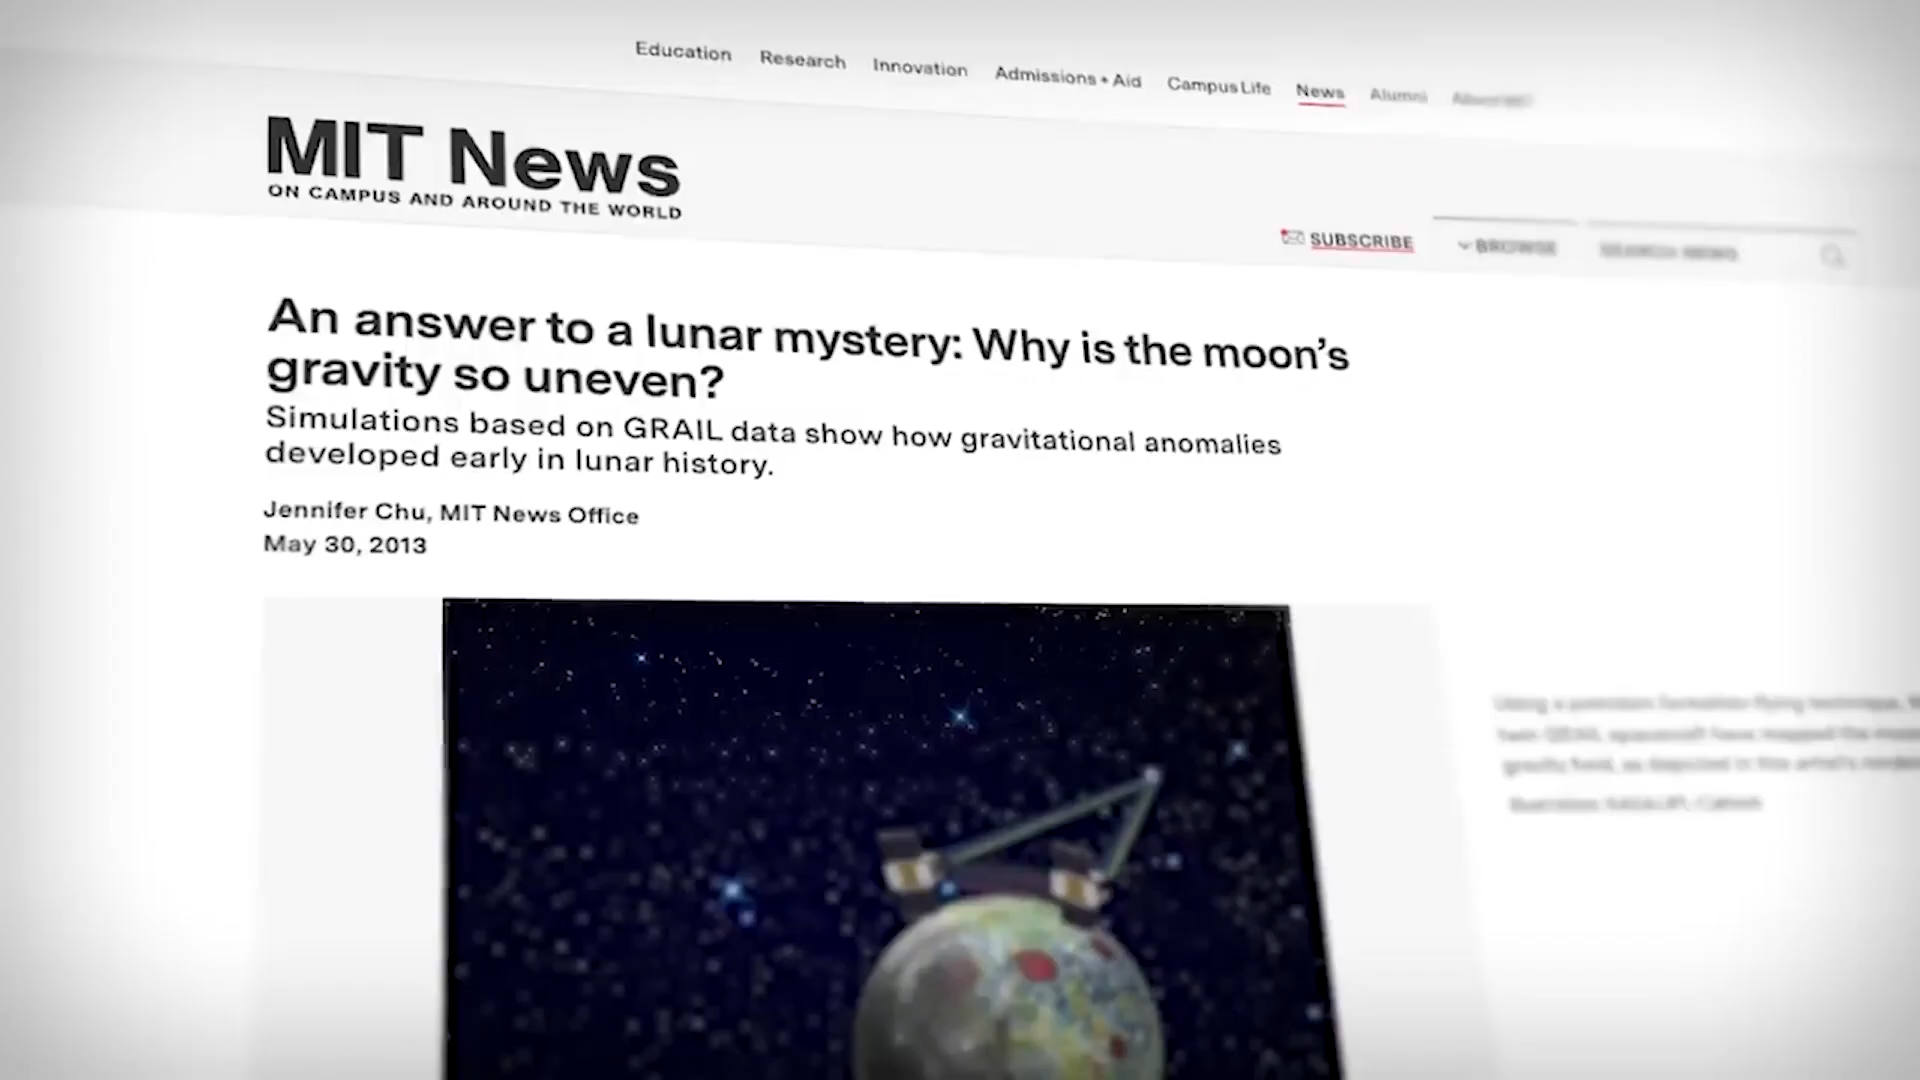 Education Research Innovation Admissions + Aid Campus Life News Alumni
MIT News
ON CAMPUS AND AROUND THE WORLD
SUBSCRIBE BROWSE SEARCH NEWS
An answer to a lunar mystery: Why is the moon's
gravity so uneven?
Simulations based on GRAIL data show how gravitational anomalies
developed early in lunar history.
Jennifer Chu, MIT News Office
May 30, 2013